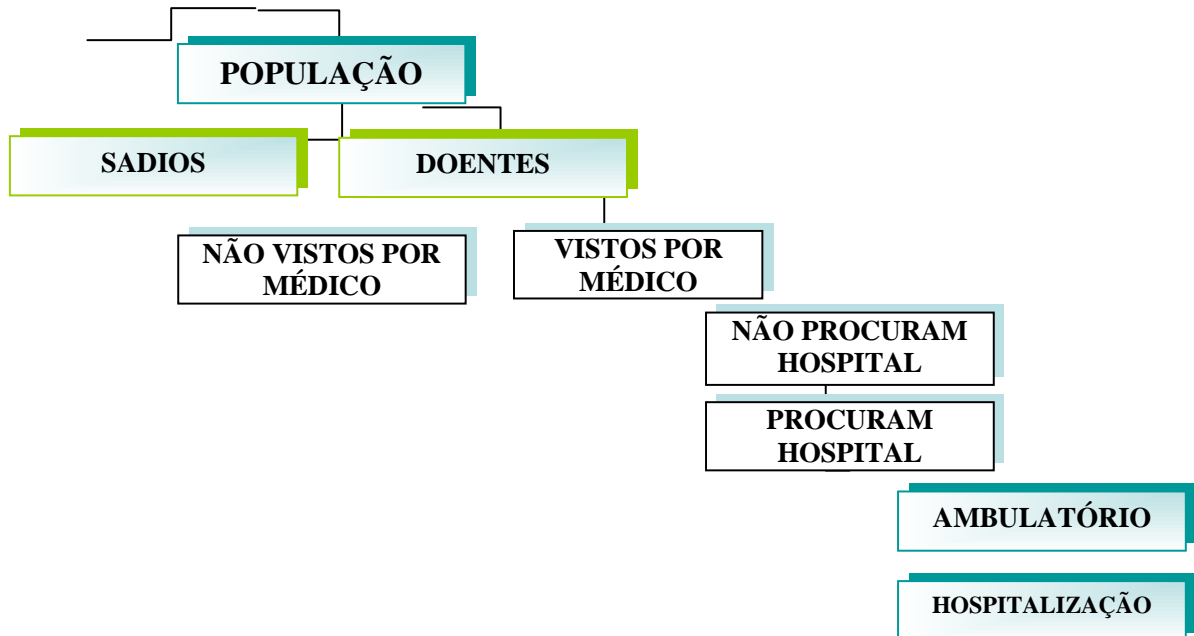 POPULAÇÃO
SADIOS
DOENTES
NÃO VISTOS POR
MÉDICO
VISTOS POR
MÉDICO
NÃO PROCURAM
HOSPITAL
PROCURAM
HOSPITAL
AMBULATÓRIO
HOSPITALIZAÇÃO